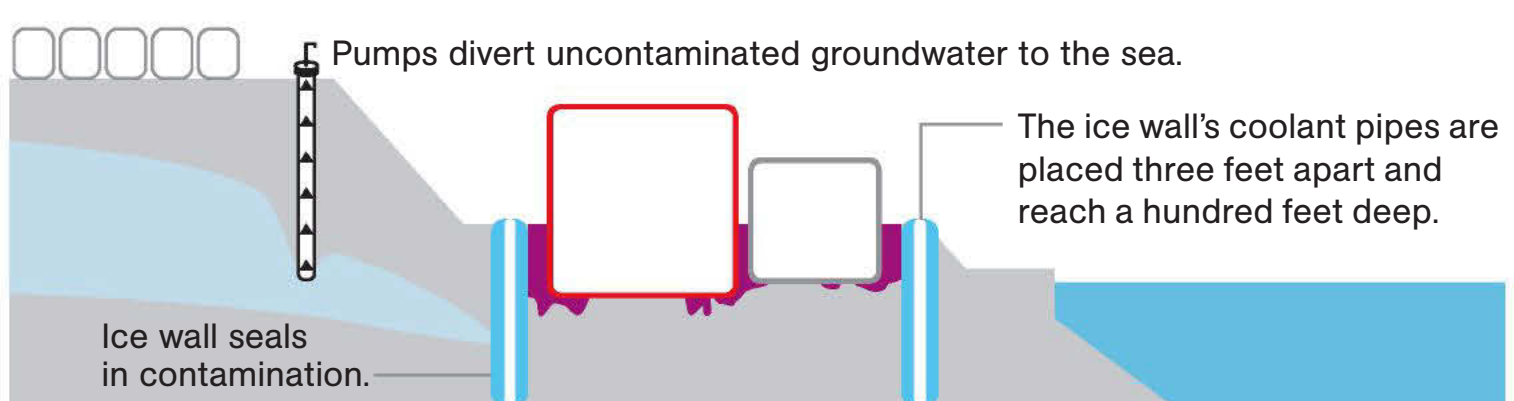 Pumps divert uncontaminated groundwater to the sea.
The ice wall’s coolant pipes are
placed three feet apart and
reach a hundred feet deep.
Ice wall seals
in contamination.